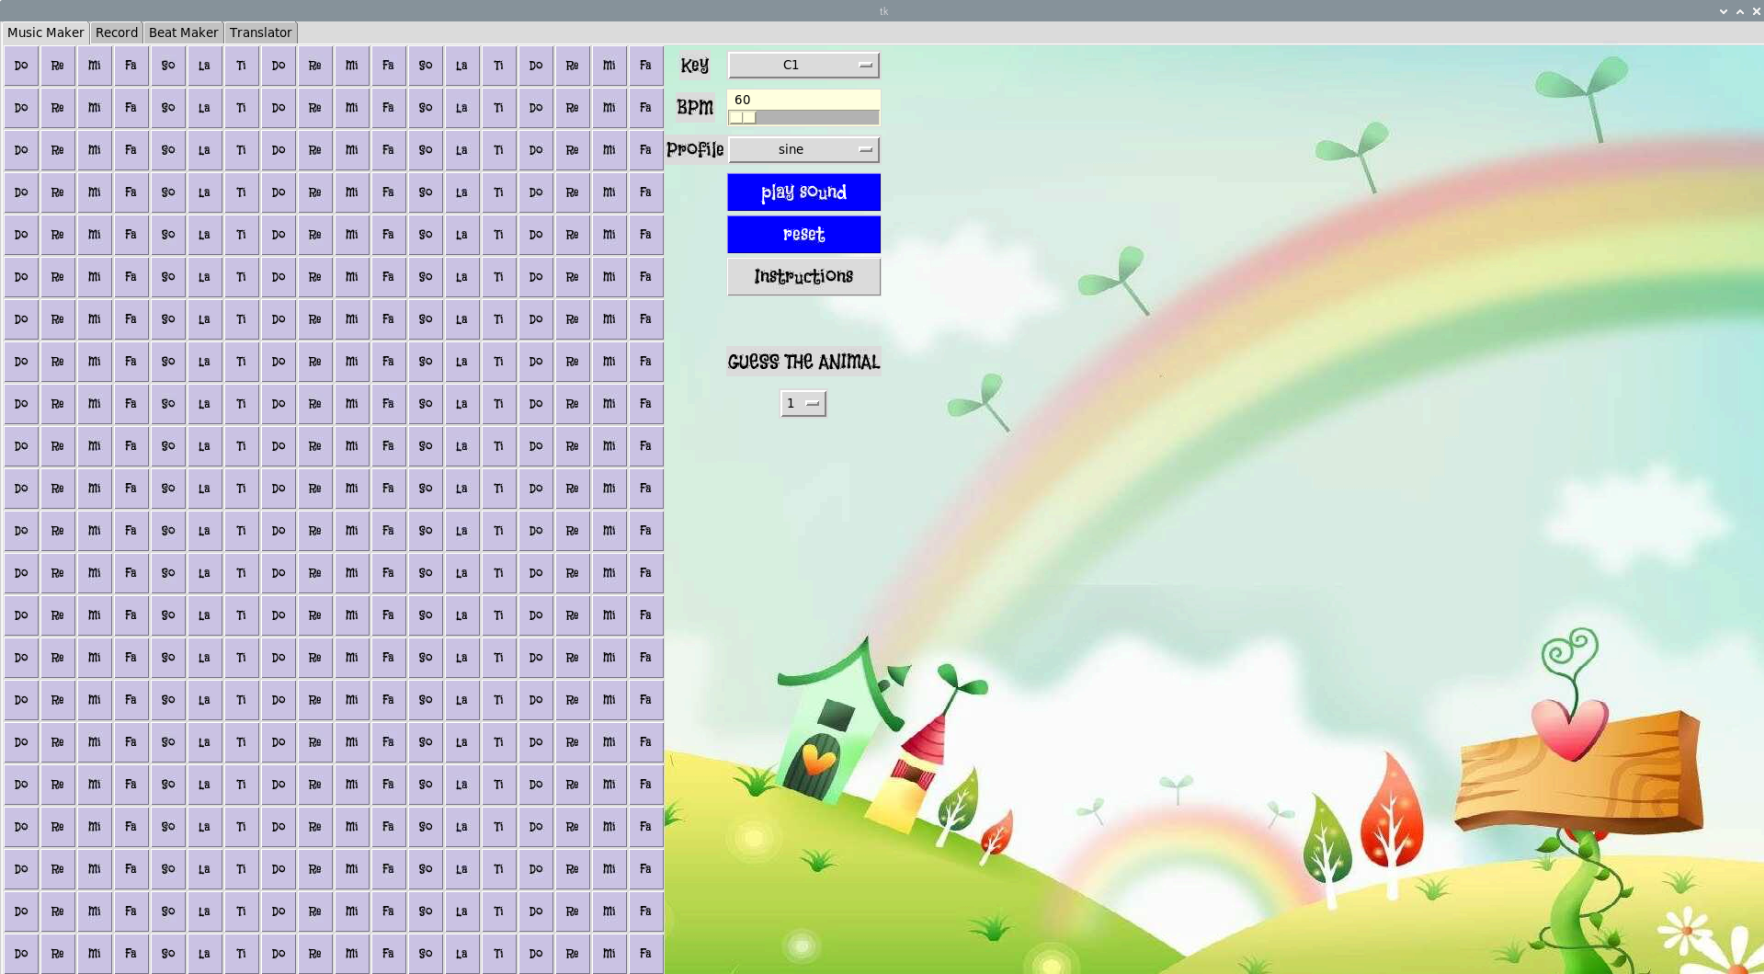 tk
Music Maker Record Beat Maker Translator
Do Re Mi Fa So La Ti Do Re Mi Fa So La Ti Do Re Mi Fa Key C1
Do Re Mi Fa So La Ti Do Re Mi Fa So La Ti Do Re Mi Fa BPM 60
Do Re Mi Fa So La Ti Do Re Mi Fa So La Ti Do Re Mi Fa Profile sine
Do Re Mi Fa So La Ti Do Re Mi Fa So La Ti Do Re Mi Fa play sound
Do Re Mi Fa So La Ti Do Re Mi Fa So La Ti Do Re Mi Fa reset
Do Re Mi Fa So La Ti Do Re Mi Fa So La Ti Do Re Mi Fa Instructions
Do Re Mi Fa So La Ti Do Re Mi Fa So La Ti Do Re Mi Fa
Do Re Mi Fa So La Ti Do Re Mi Fa So La Ti Do Re Mi Fa GUESS THE ANIMAL
Do Re Mi Fa So La Ti Do Re Mi Fa So La Ti Do Re Mi Fa 1
Do Re Mi Fa So La Ti Do Re Mi Fa So La Ti Do Re Mi Fa
Do Re Mi Fa So La Ti Do Re Mi Fa So La Ti Do Re Mi Fa
Do Re Mi Fa So La Ti Do Re Mi Fa So La Ti Do Re Mi Fa
Do Re Mi Fa So La Ti Do Re Mi Fa So La Ti Do Re Mi Fa
Do Re Mi Fa So La Ti Do Re Mi Fa So La Ti Do Re Mi Fa
Do Re Mi Fa So La Ti Do Re Mi Fa So La Ti Do Re Mi Fa
Do Re Mi Fa So La Ti Do Re Mi Fa So La Ti Do Re Mi Fa
Do Re Mi Fa So La Ti Do Re Mi Fa So La Ti Do Re Mi Fa
Do Re Mi Fa So La Ti Do Re Mi Fa So La Ti Do Re Mi Fa
Do Re Mi Fa So La Ti Do Re Mi Fa So La Ti Do Re Mi Fa
Do Re Mi Fa So La Ti Do Re Mi Fa So La Ti Do Re Mi Fa
Do Re Mi Fa So La Ti Do Re Mi Fa So La Ti Do Re Mi Fa
Do Re Mi Fa So La Ti Do Re Mi Fa So La Ti Do Re Mi Fa